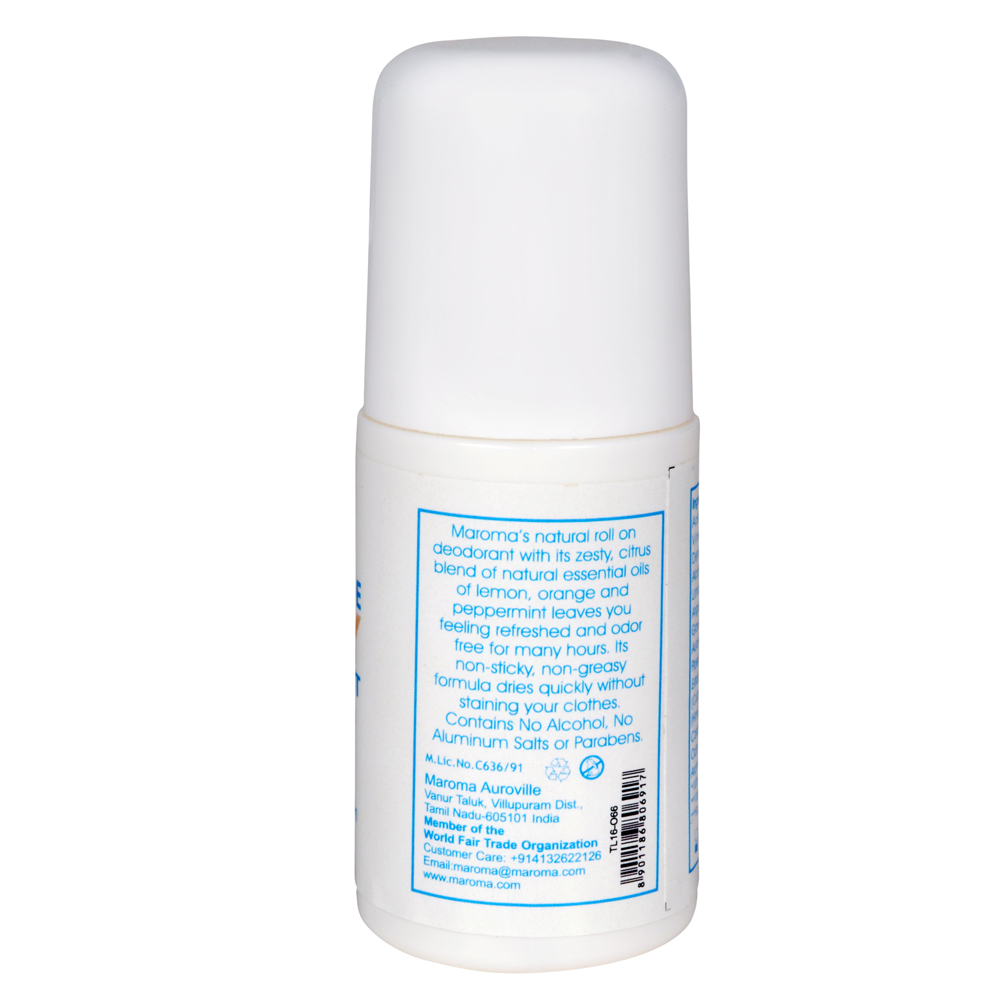 Maroma's natural roll on
deodorant with its zesty, citrus
blend of natural essential oils
of lemon, orange and
peppermint leaves you
feeling refreshed and odor
free for many hours. Its
non-sticky, non-greasy
formula dries quickly without
staining your clothes.
Contains No Alcohol, No
Aluminum Salts or Parabens.
M.Lic.No.C636/91
Maroma Auroville
Vanur Taluk, Villupuram Dist.,
Tamil Nadu-605101 India
Member of the
World Fair Trade Organization
Customer Care: +914132622126
Email:maroma@maroma.com
www.maroma.com
TL16-O66
8901186806917